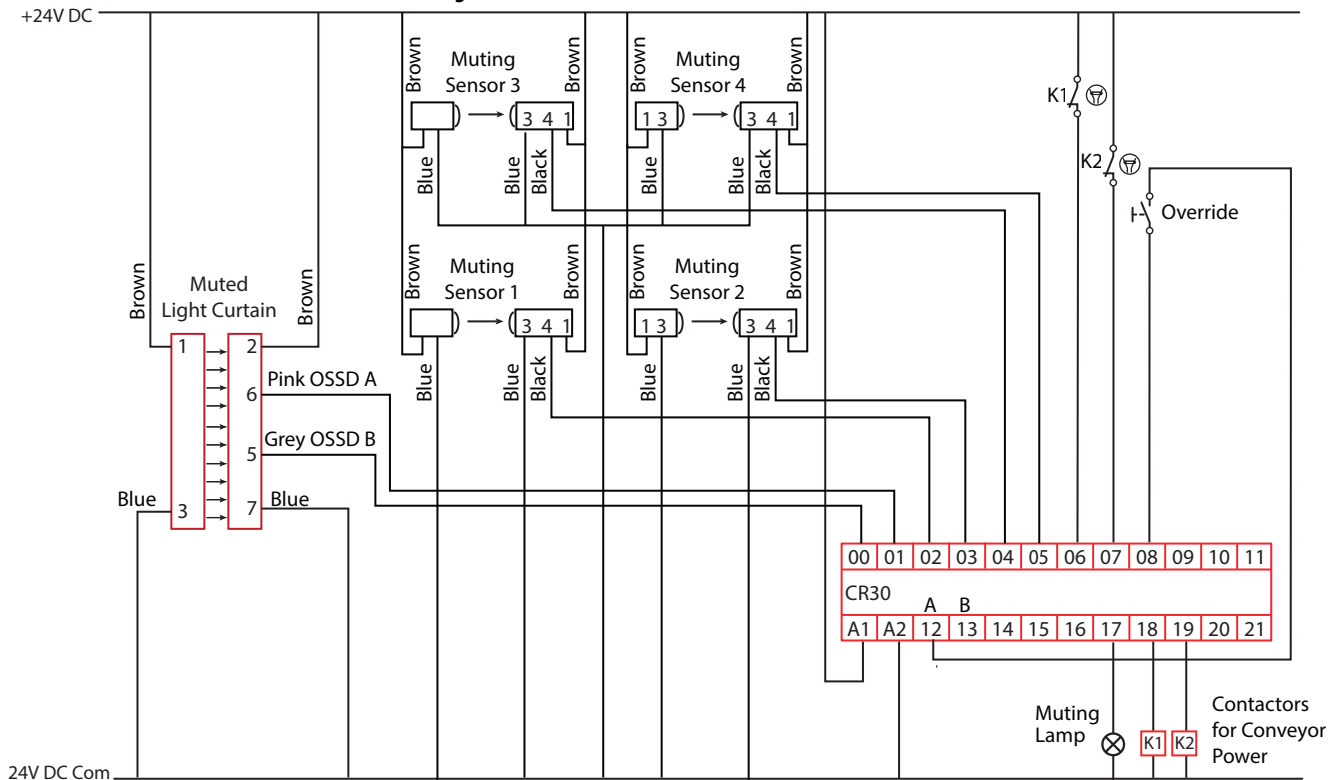 +24V DC
Brown
Muting
Sensor 3
Brown
Brown
Muting
Sensor 4
Brown
K1
3 4 1
1 3
3 4 1
Blue
Blue
Black
Blue
Blue
Black
K2
Override
Brown
Muting
Sensor 1
Brown
Brown
Muting
Sensor 2
Brown
Brown
Muted
Light Curtain
Brown
3 4 1
1 3
3 4 1
1
2
Blue
Blue
Black
Blue
Blue
Black
6
Pink OSSD A
5
Grey OSSD B
Blue
3
7
Blue
00 01 02 03 04 05 06 07 08 09 10 11
CR30
A B
A1 A2 12 13 14 15 16 17 18 19 20 21
Muting
Lamp
K1
K2
Contactors
for Conveyor
Power
24V DC Com